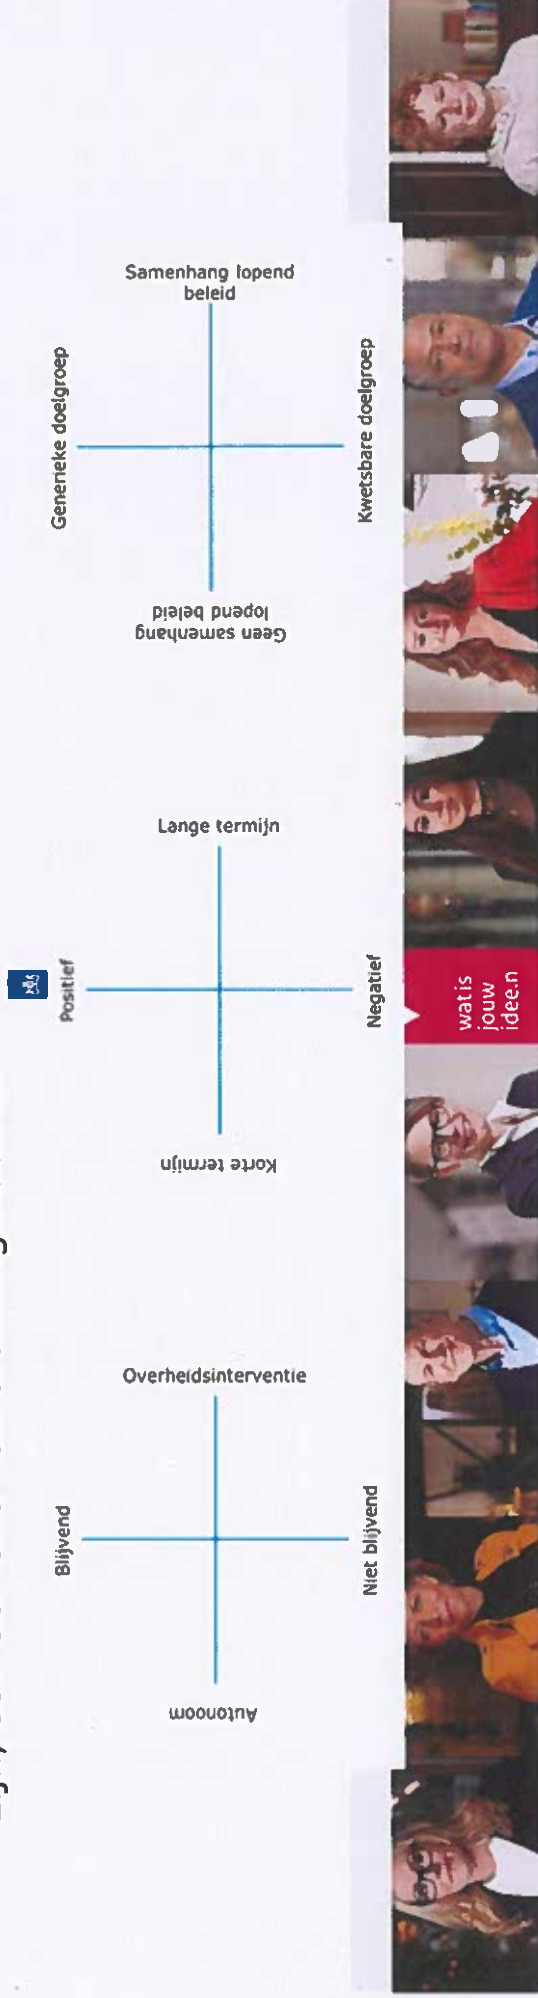 Blijvend
Autonoom
Overheidsinterventie
Niet blijvend
Positief
Korte termijn
Lange termijn
Negatief
Generieke doelgroep
Geen samenhang
lopend beleid
Samenhang lopend
beleid
Kwetsbare doelgroep
wat is
jouw
idee.n